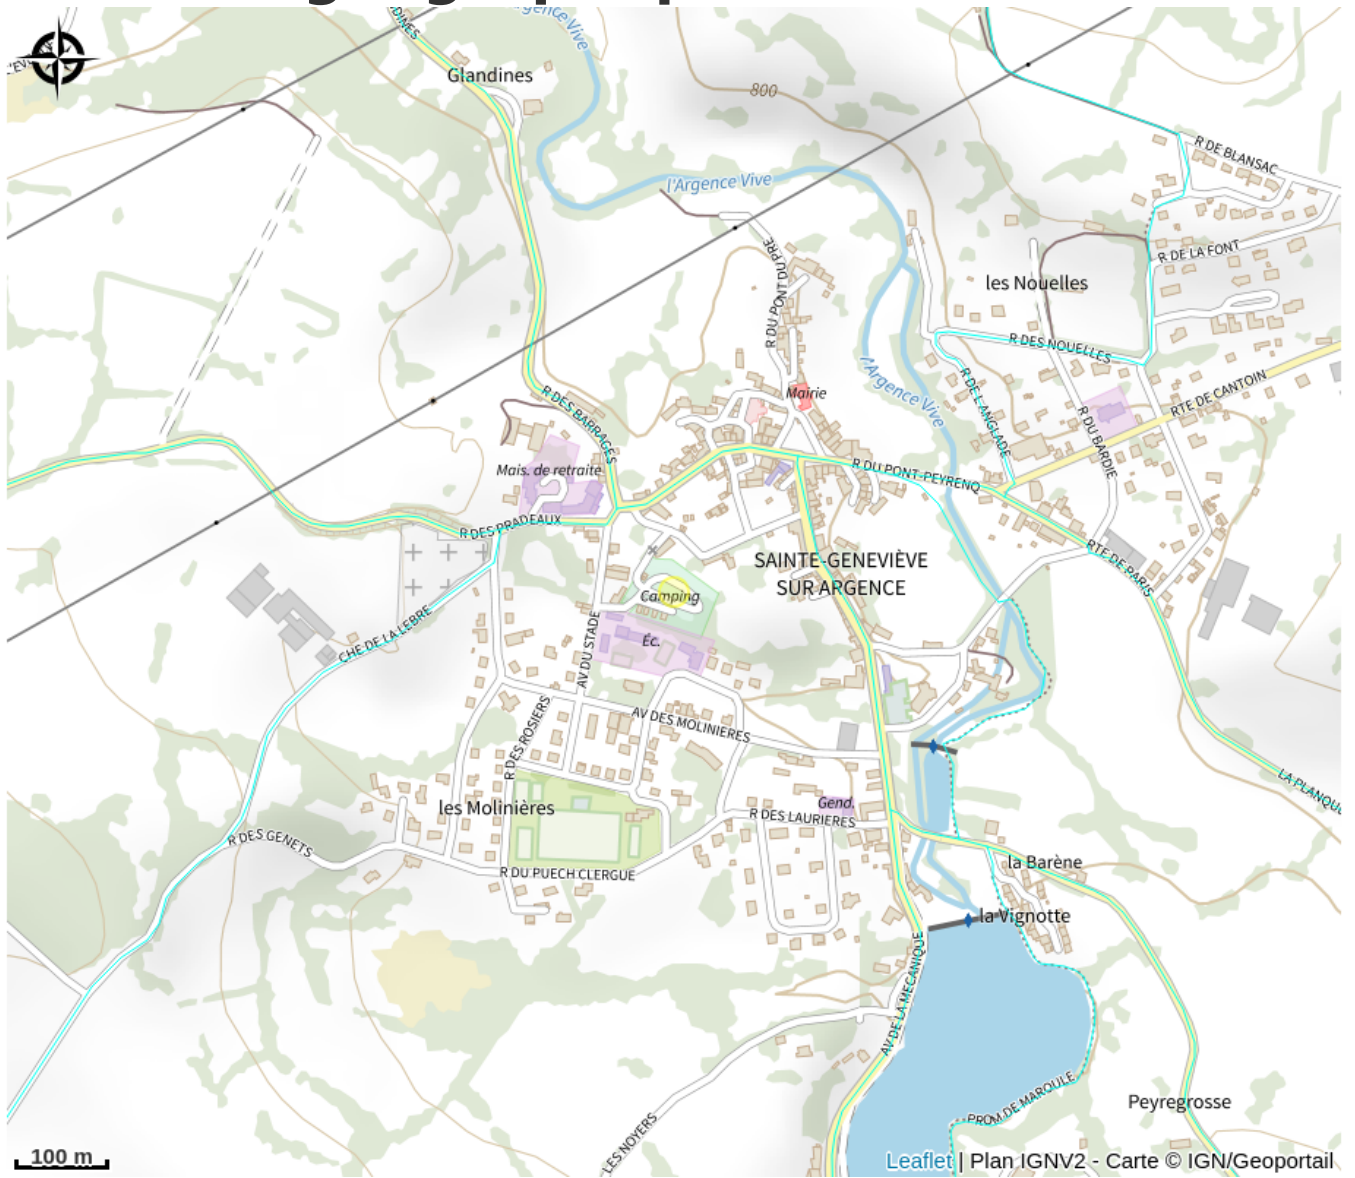 l'Argence Vive
Glandines
800
R DE BLANSAC
l'Argence Vive
R DE LA FONT
R DU PONT DU PRE
les Nouelles
R DES NOUELLES
l'Argence Vive
R DE L'ANGLADE
RTE DE CANTOIN
R DES BARRAGES
Mairie
R DU BARDIE
Mais. de retraite
R DU PONT-PEYRENQ
R DES PRADEAUX
RTE DE PARIS
SAINTE-GENEVIÈVE
SUR ARGENCE
Camping
CHE DE LA LEBRE
Éc.
AV DU STADE
AV DES MOLINIERES
R DES ROSIERS
LA PLANQU
les Molinières
Gend.
R DES LAURIERES
R DES GENETS
R DU PUECH CLERGUE
la Barène
la Vignotte
AV DE LA MECANIQUE
PROM DE MAROULE
Peyregrosse
LES NOYERS
100 m
Leaflet | Plan IGNV2 - Carte © IGN/Geoportail